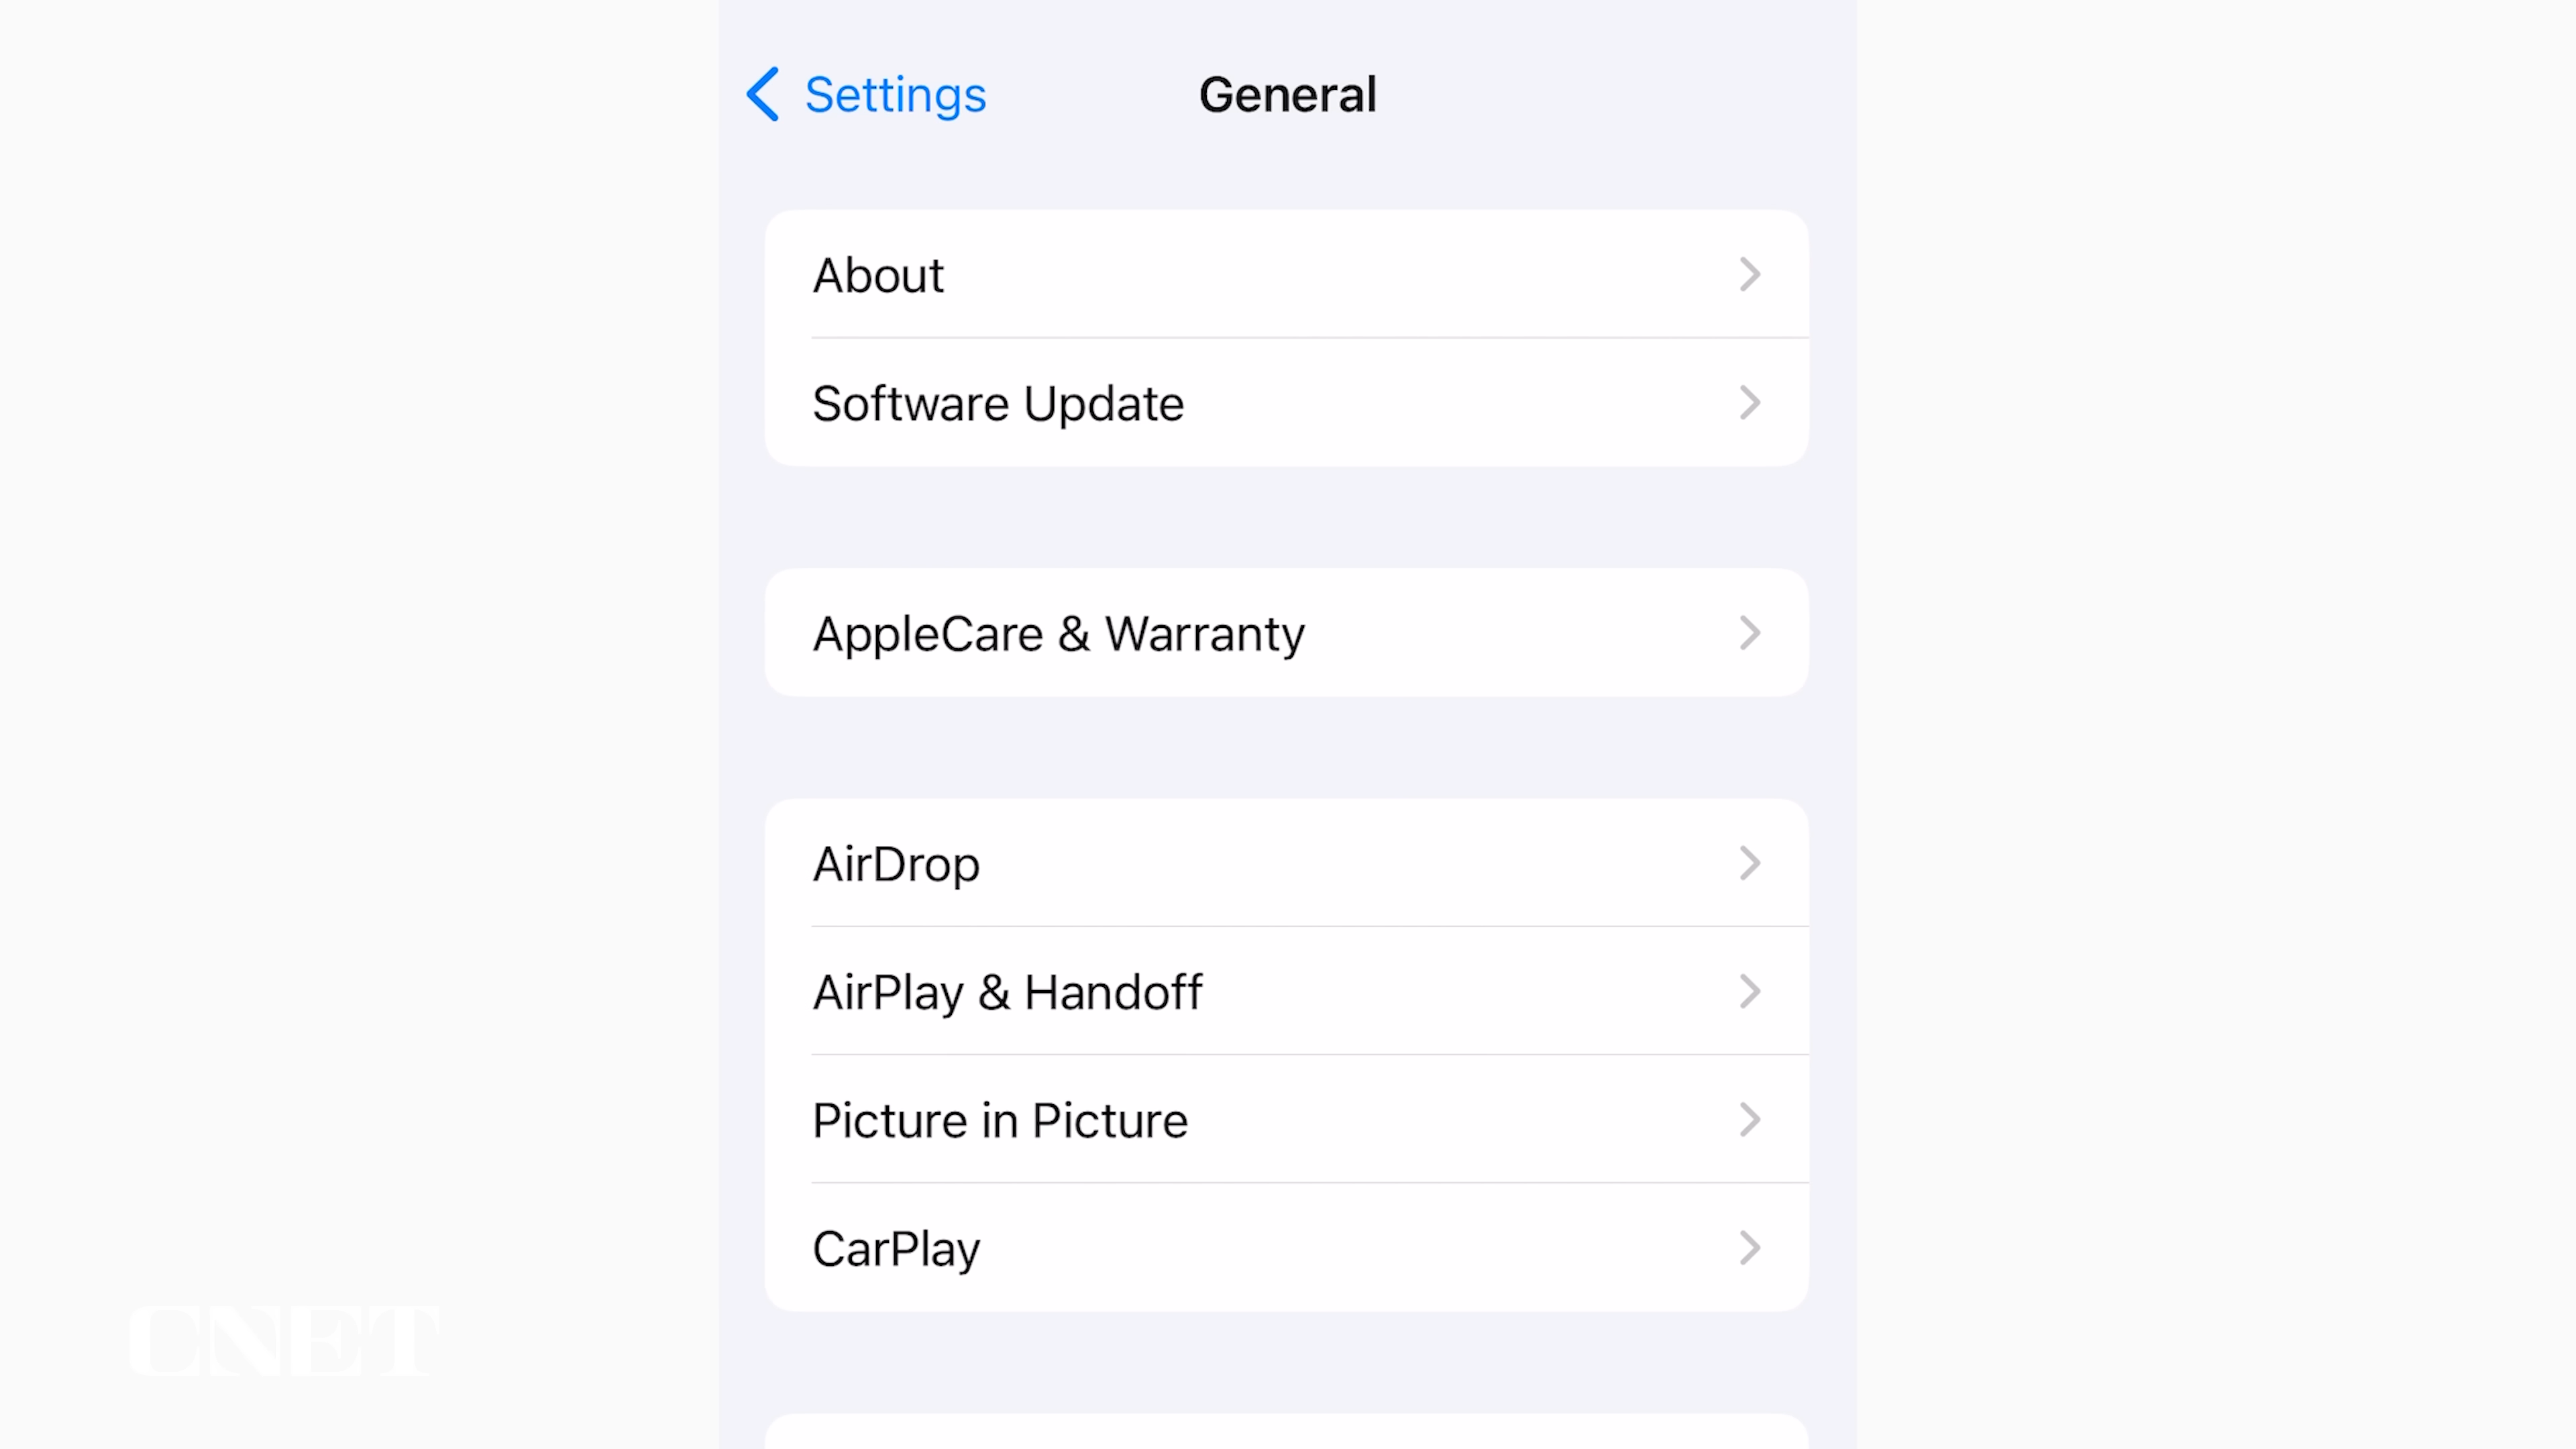 Settings
General
About
Software Update
AppleCare & Warranty
AirDrop
AirPlay & Handoff
Picture in Picture
CarPlay
CNET